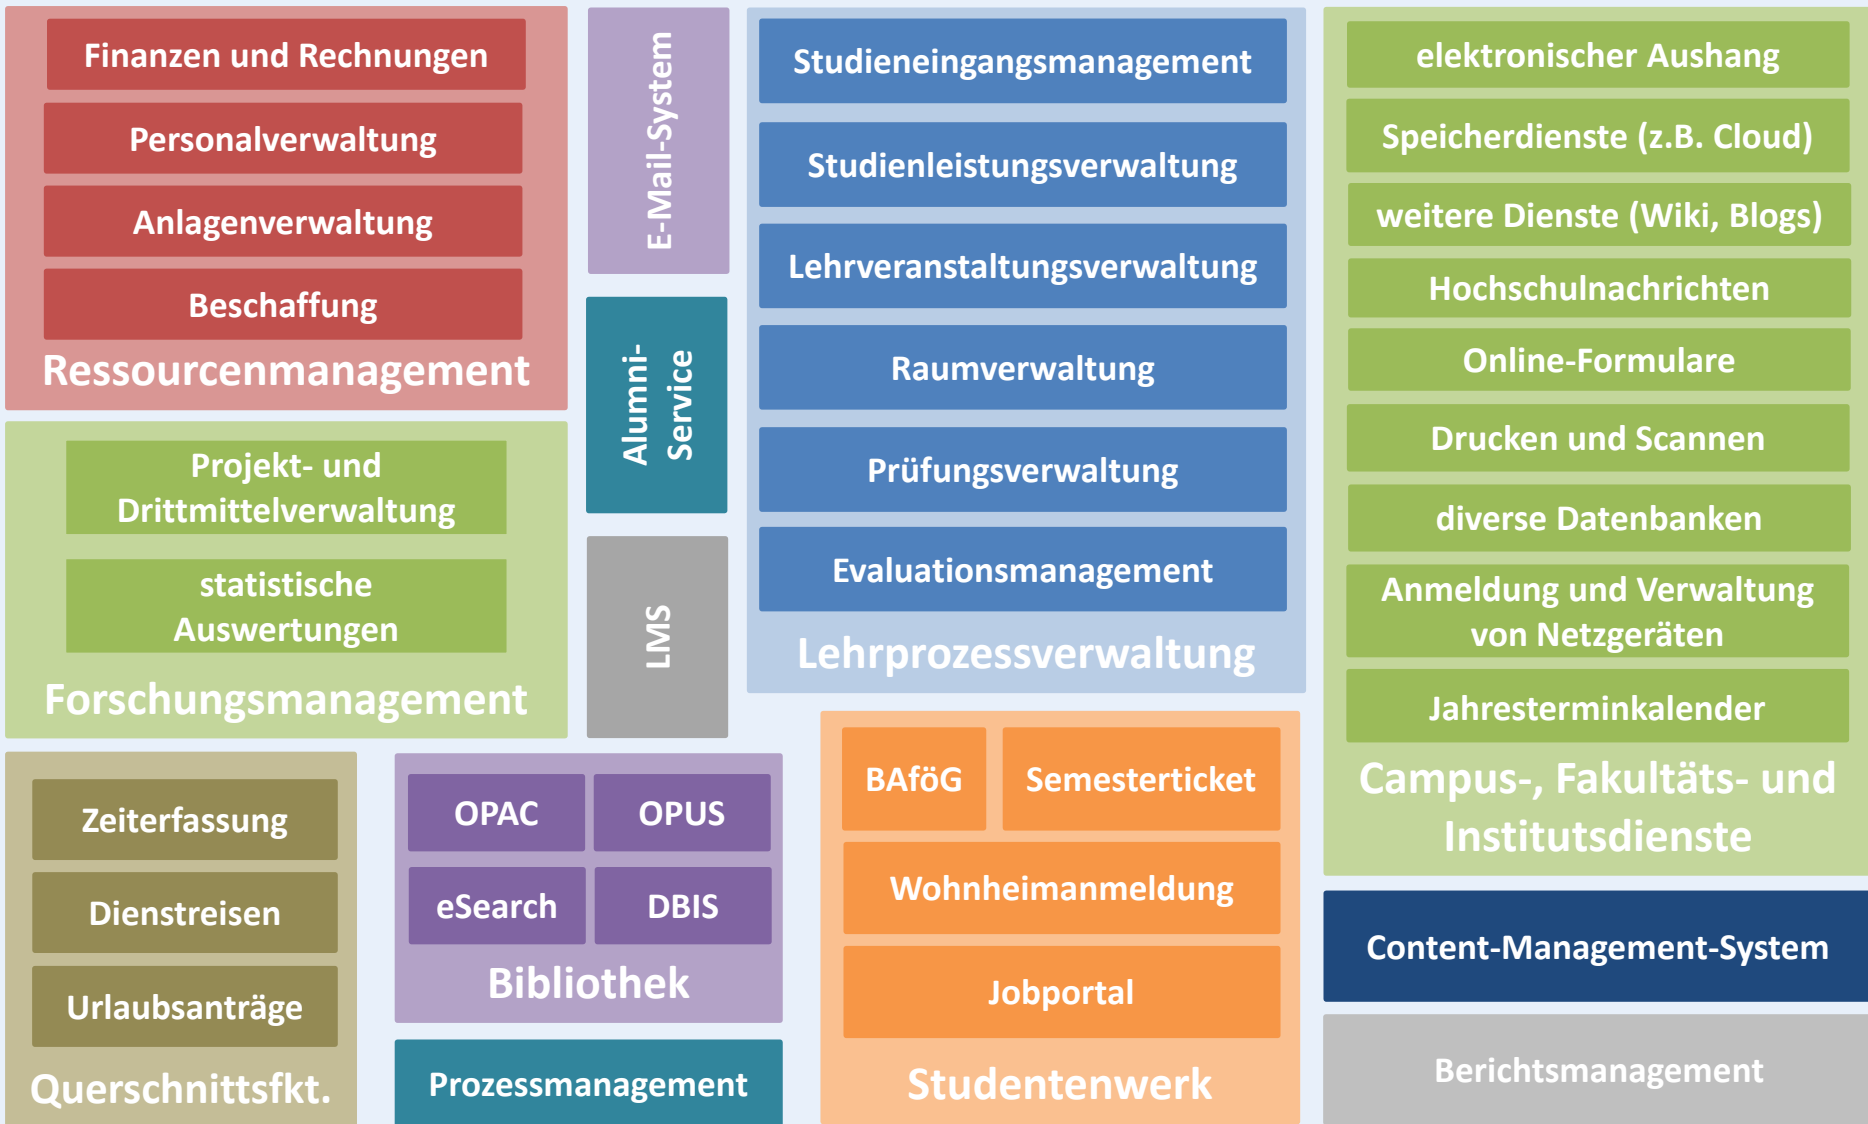 Finanzen und Rechnungen
Personalverwaltung
Anlagenverwaltung
Beschaffung
Ressourcenmanagement
Projekt- und
Drittmittelverwaltung
statistische
Auswertungen
Forschungsmanagement
Zeiterfassung
Dienstreisen
Urlaubsanträge
Querschnittsfkt.
E-Mail-System
Alumni-
Service
LMS
OPAC
OPUS
eSearch
DBIS
Bibliothek
Prozessmanagement
Studieneingangsmanagement
Studienleistungsverwaltung
Lehrveranstaltungsverwaltung
Raumverwaltung
Prüfungsverwaltung
Evaluationsmanagement
Lehrprozessverwaltung
BAföG
Semesterticket
Wohnheimanmeldung
Jobportal
Studentenwerk
elektronischer Aushang
Speicherdienste (z.B. Cloud)
weitere Dienste (Wiki, Blogs)
Hochschulnachrichten
Online-Formulare
Drucken und Scannen
diverse Datenbanken
Anmeldung und Verwaltung
von Netzgeräten
Jahresterminkalender
Campus-, Fakultäts- und
Institutsdienste
Content-Management-System
Berichtsmanagement